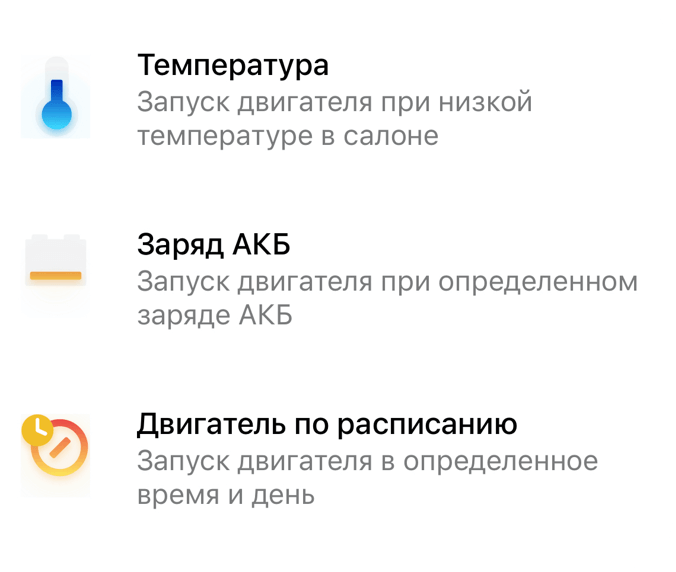 Температура
Запуск двигателя при низкой
температуре в салоне
Заряд АКБ
Запуск двигателя при определенном
заряде АКБ
Двигатель по расписанию
Запуск двигателя в определенное
время и день